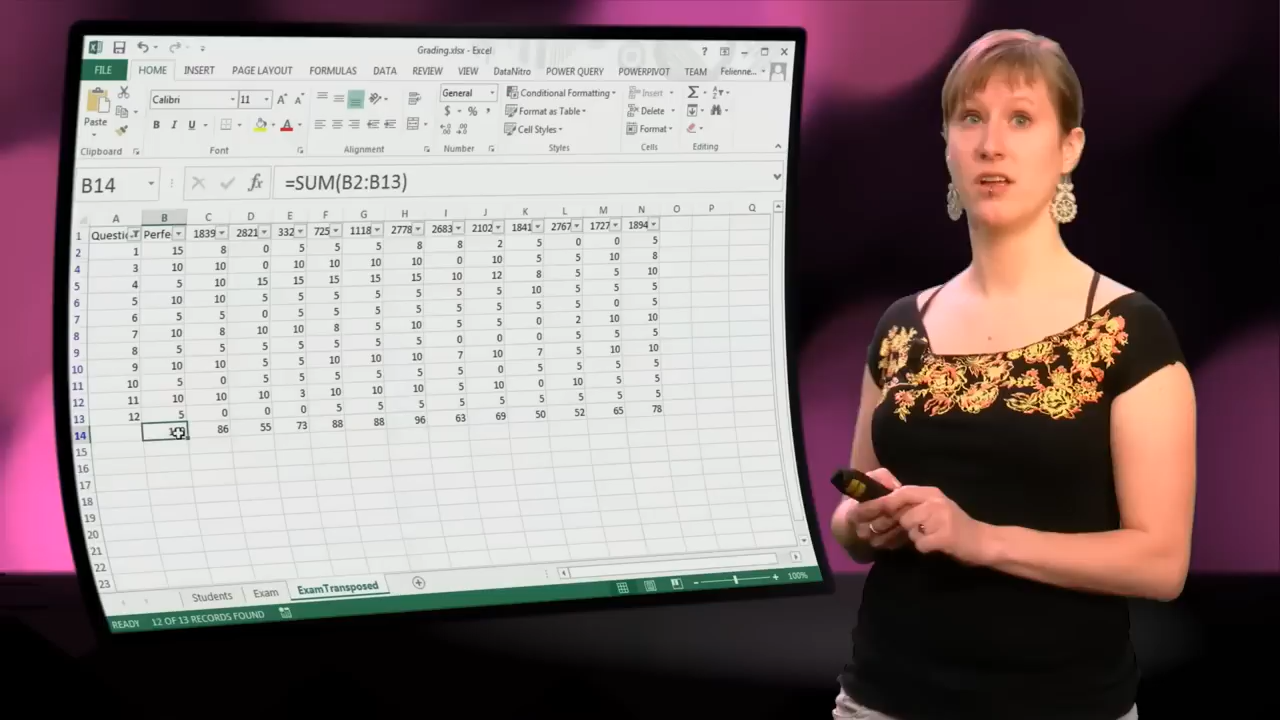 Grading.xlsx - Excel
FILE HOME INSERT PAGE LAYOUT FORMULAS DATA REVIEW VIEW DataNitro POWER QUERY POWERPIVOT TEAM Felienne...
Calibri 11 General Conditional Formatting Insert
Paste B I U $ % , Format as Table Delete
Cell Styles Format
Clipboard Font Alignment Number Styles Cells Editing
B14 fx =SUM(B2:B13)
A B C D E F G H I J K L M N O P Q
1 Questic Perfe 1839 2821 332 725 1118 2778 2683 2102 1841 2767 1727 1894
2 1 15 8 0 5 5 5 8 8 2 5 0 0 5
4 3 10 10 0 10 10 10 10 0 10 5 5 10 8
5 4 5 10 15 15 15 15 15 10 12 8 5 5 10
6 5 10 10 5 5 5 5 5 5 5 10 5 5 5
7 6 5 5 0 5 5 5 5 5 5 5 5 0 5
8 7 10 8 10 10 8 5 10 5 5 0 2 10 10
9 8 5 5 5 5 5 5 5 0 0 0 5 5 5
10 9 10 10 5 5 10 10 10 7 10 7 5 10 10
11 10 5 0 5 5 5 5 5 5 0 5 5 5 5
12 11 10 10 10 3 10 10 10 5 10 0 10 5 5
13 12 5 0 0 0 5 5 5 5 5 5 5 5 5
14 86 55 73 88 88 96 63 69 50 52 65 78
15
16
17
18
19
20
21
22
23
Students Exam ExamTransposed
READY 12 OF 13 RECORDS FOUND 100%